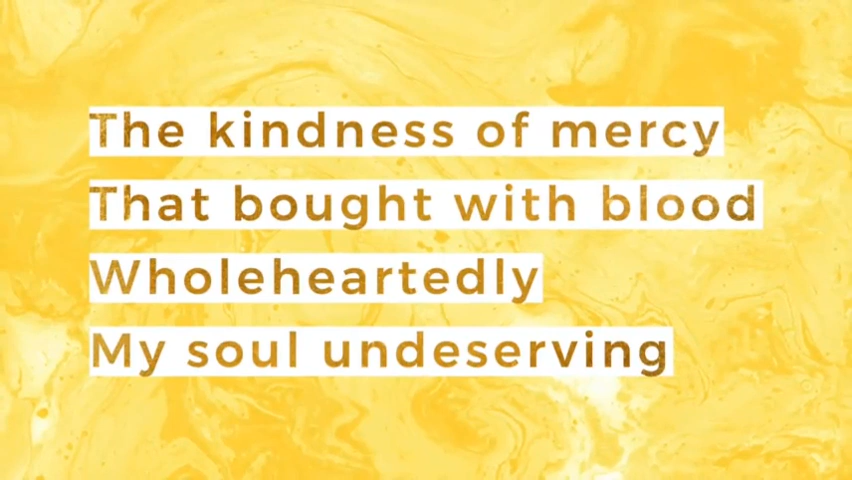 The kindness of mercy
That bought with blood
Wholeheartedly
My soul undeserving